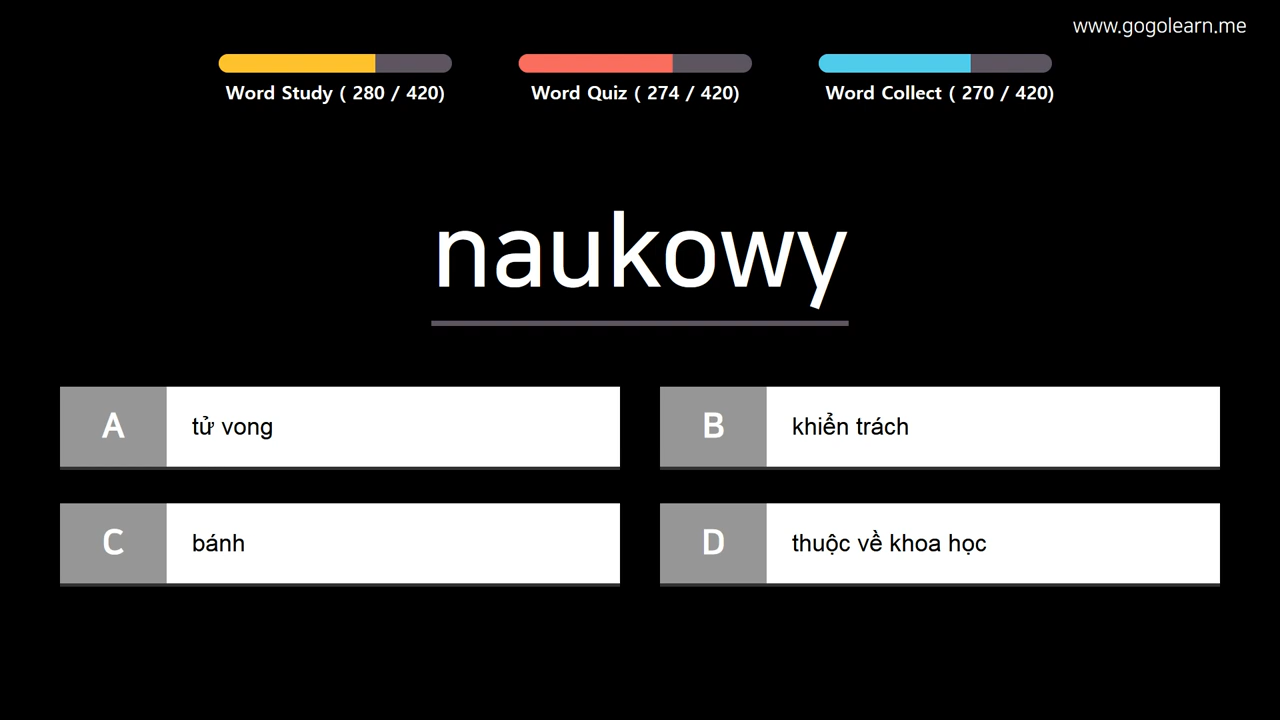 www.gogolearn.me
Word Study ( 280 / 420)
Word Quiz ( 274 / 420)
Word Collect ( 270 / 420)
naukowy
A tử vong
B khiển trách
C bánh
D thuộc về khoa học